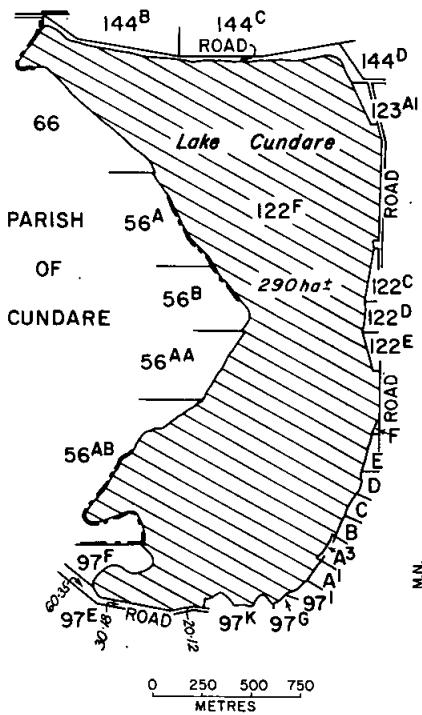 144B 144C
ROAD
144D
123A1
66
Lake Cundare
ROAD
56A
122F
PARISH
OF
CUNDARE
290 ha±
56B
122C
122D
122E
56AA
ROAD
F
56AB
E
D
C
B
A3
A1
97F
97I
97G
97K
60·35
97E
30·18
ROAD
20·12
M.N.
0 250 500 750
METRES